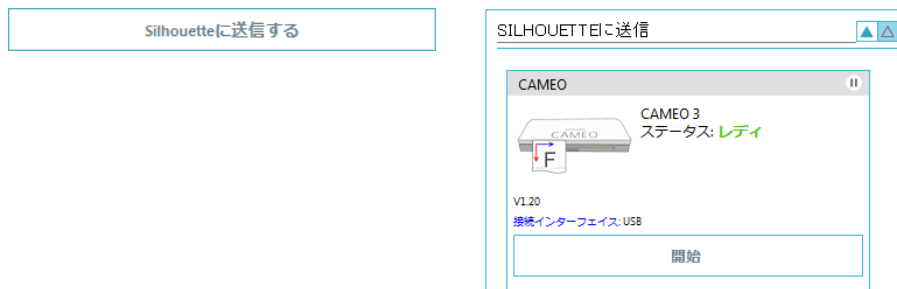 Silhouetteに送信する
SILHOUETTEに送信
CAMEO
CAMEO 3
ステータス: レディ
CAMEO
F
V1.20
接続インターフェイス: USB
開始